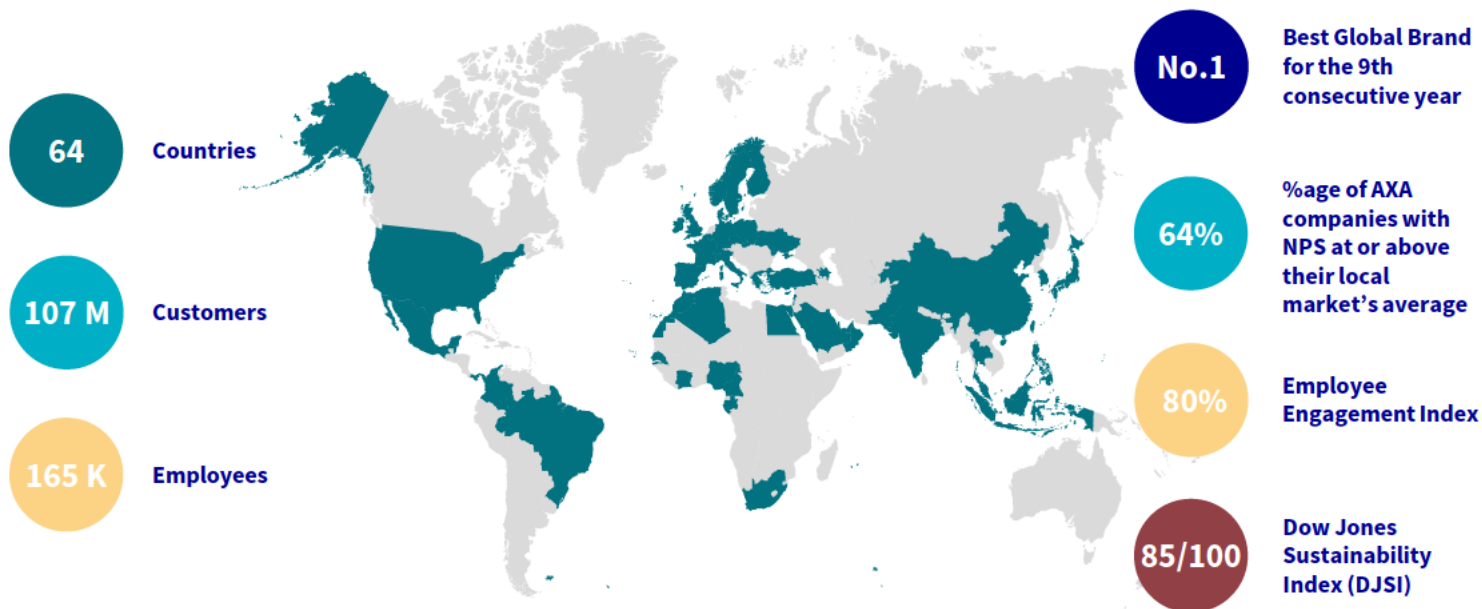 64
Countries
107 M
Customers
165 K
Employees
No.1
Best Global Brand
for the 9th
consecutive year
64%
%age of AXA
companies with
NPS at or above
their local
market's average
80%
Employee
Engagement Index
85/100
Dow Jones
Sustainability
Index (DJSI)